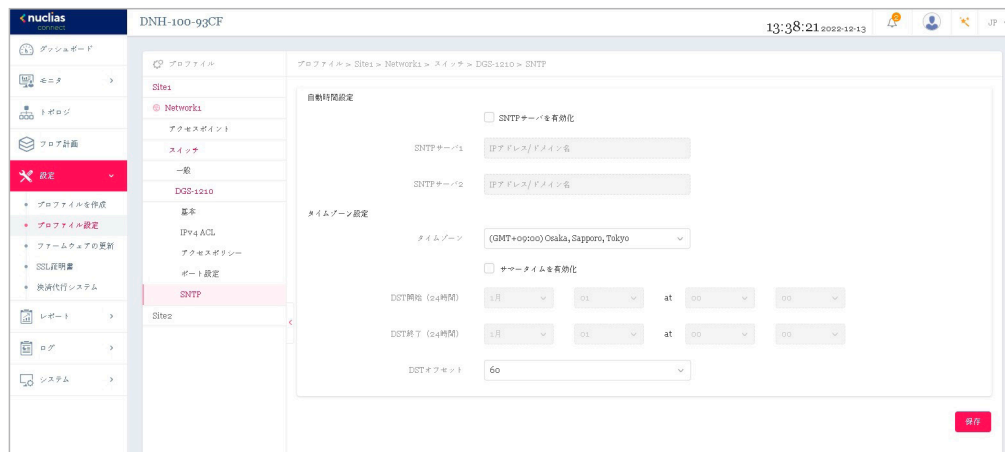 nuclias
connect
DNH-100-93CF
13:38:21 2022-12-13
2
JP
ダッシュボード
モニタ
トポロジ
フロア計画
設定
プロファイルを作成
プロファイル設定
ファームウェアの更新
SSL証明書
決済代行システム
レポート
ログ
システム
プロファイル
Site1
Network1
アクセスポイント
スイッチ
一般
DGS-1210
基本
IPv4 ACL
アクセスポリシー
ポート設定
SNTP
Site2
プロファイル > Site1 > Network1 > スイッチ > DGS-1210 > SNTP
自動時間設定
SNTPサーバを有効化
SNTPサーバ1 IPアドレス/ドメイン名
SNTPサーバ2 IPアドレス/ドメイン名
タイムゾーン設定
タイムゾーン (GMT+09:00) Osaka, Sapporo, Tokyo
サマータイムを有効化
DST開始（24時間） 1月 01 at 00 00
DST終了（24時間） 1月 01 at 00 00
DSTオフセット 60
保存